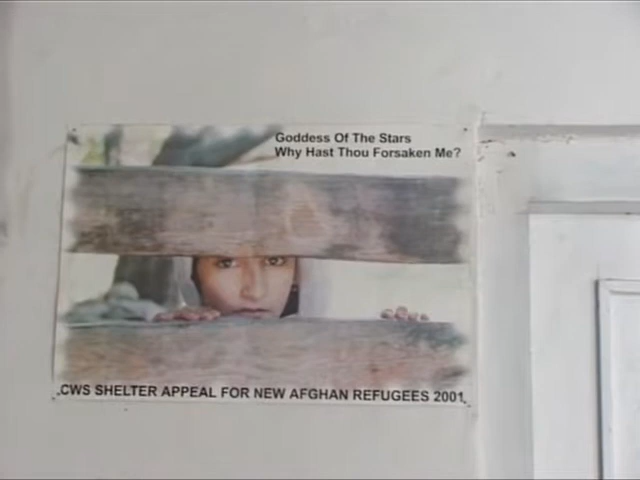 Goddess Of The Stars
Why Hast Thou Forsaken Me?
CWS SHELTER APPEAL FOR NEW AFGHAN REFUGEES 2001